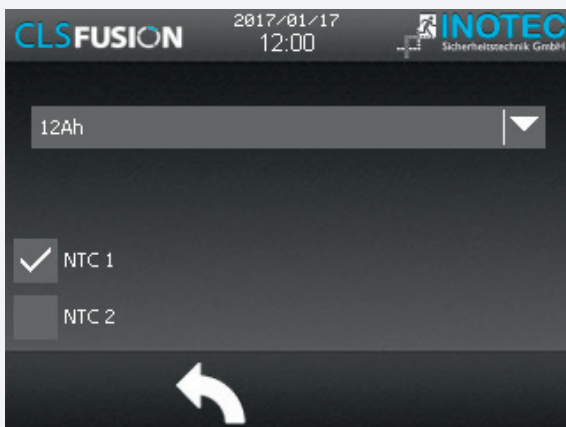 CLSFUSION
2017/01/17
12:00
INOTEC
Sicherheitstechnik GmbH
12Ah
NTC 1
NTC 2